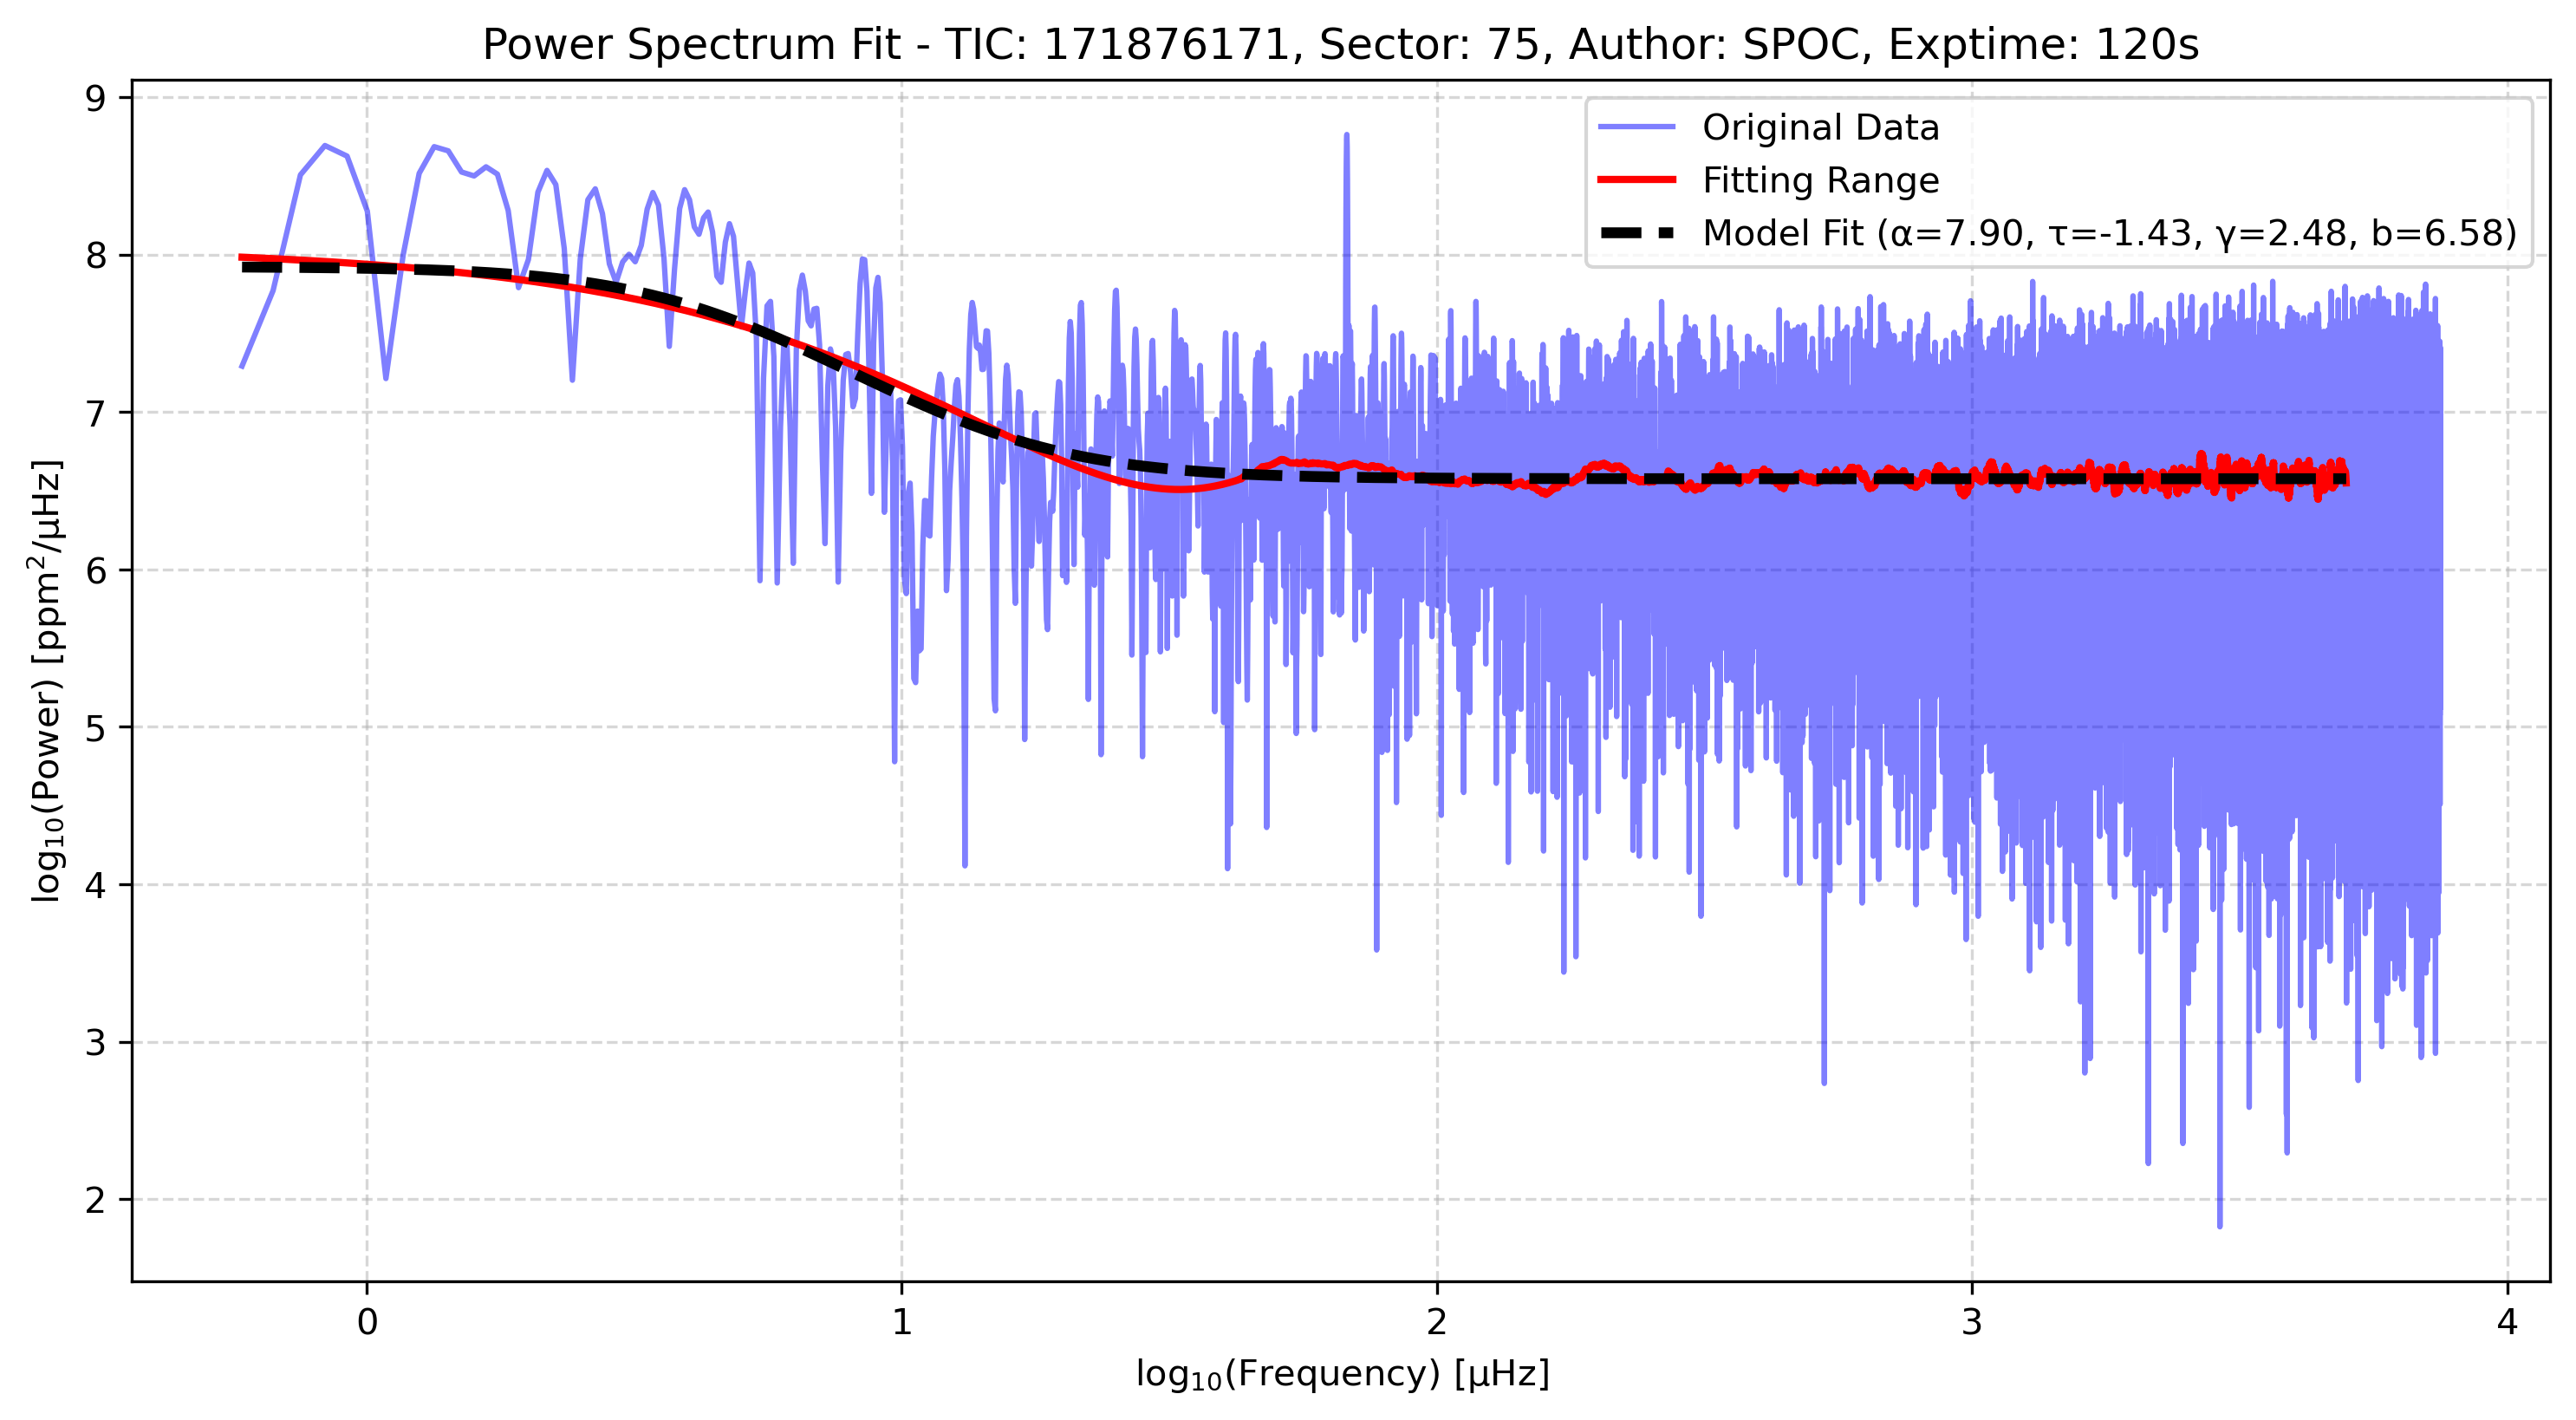 Power Spectrum Fit - TIC: 171876171, Sector: 75, Author: SPOC, Exptime: 120s
log₁₀(Power) [ppm²/μHz]
9
8
7
6
5
4
3
2
Original Data
Fitting Range
Model Fit (α=7.90, τ=-1.43, γ=2.48, b=6.58)
0 1 2 3 4
log₁₀(Frequency) [μHz]